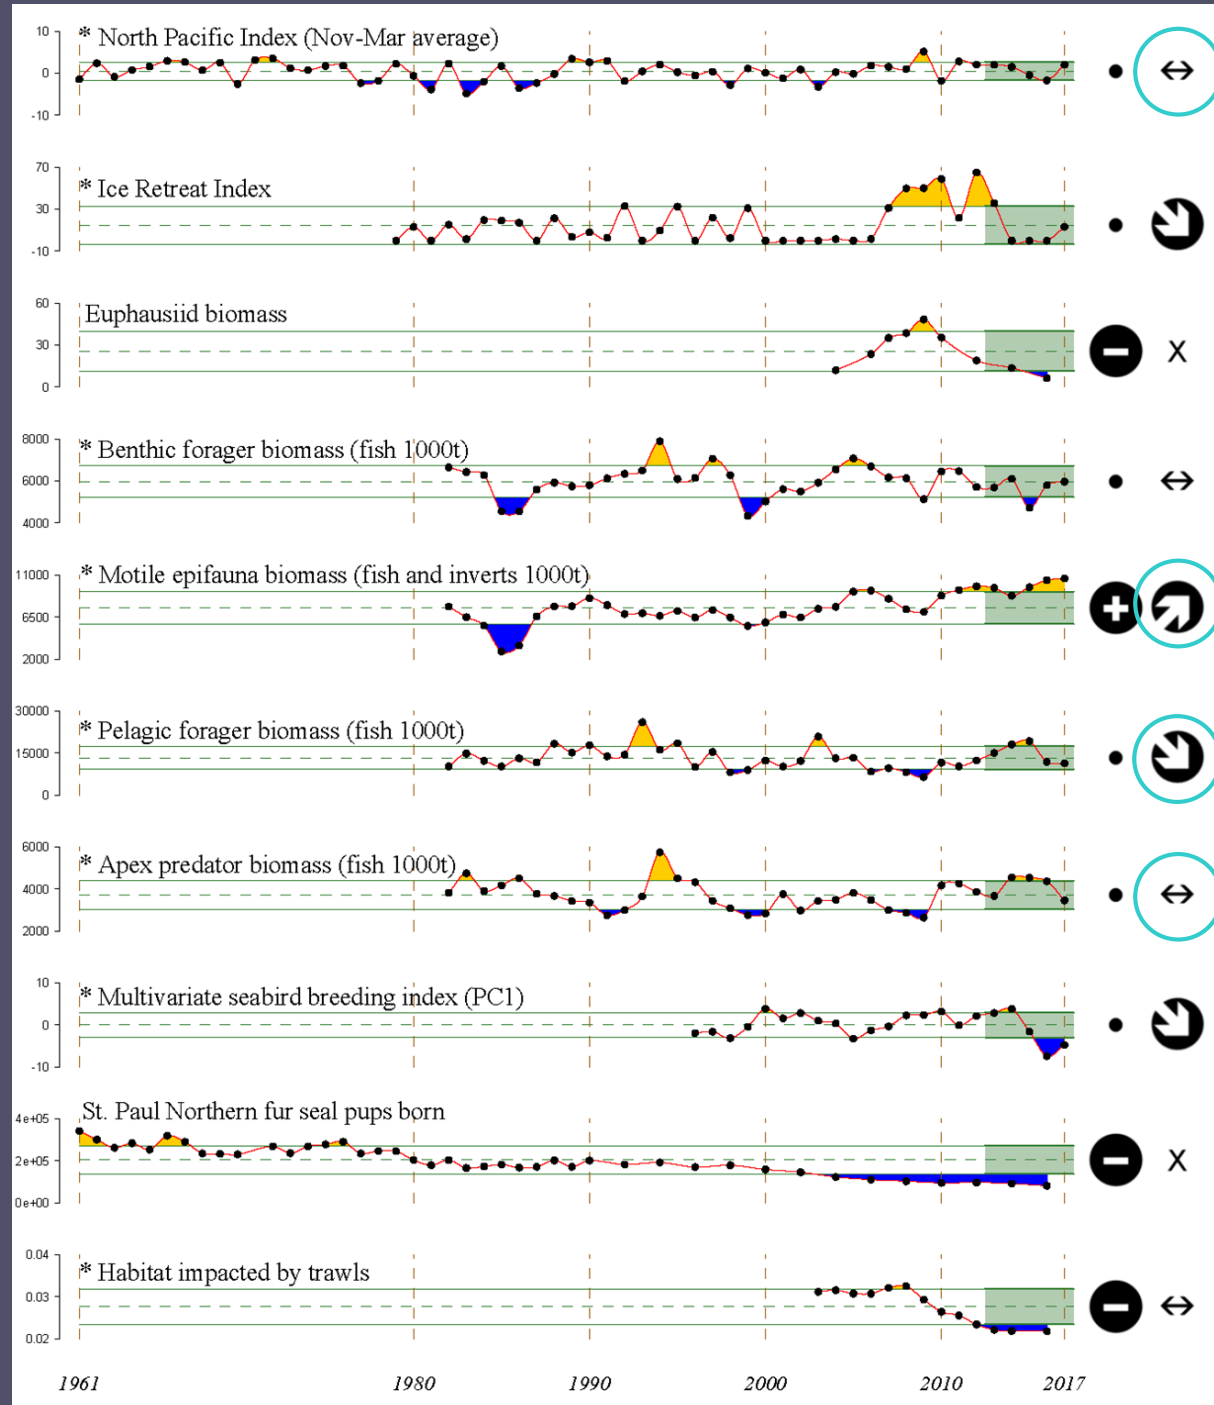 * North Pacific Index (Nov-Mar average)
10
0
-10
* Ice Retreat Index
70
30
-10
Euphausiid biomass
60
30
0
X
* Benthic forager biomass (fish 1000t)
8000
6000
4000
* Motile epifauna biomass (fish and inverts 1000t)
11000
6500
2000
* Pelagic forager biomass (fish 1000t)
30000
15000
0
* Apex predator biomass (fish 1000t)
6000
4000
2000
* Multivariate seabird breeding index (PC1)
10
0
-10
St. Paul Northern fur seal pups born
4e+05
2e+05
0e+00
X
* Habitat impacted by trawls
0.04
0.03
0.02
1961 1980 1990 2000 2010 2017